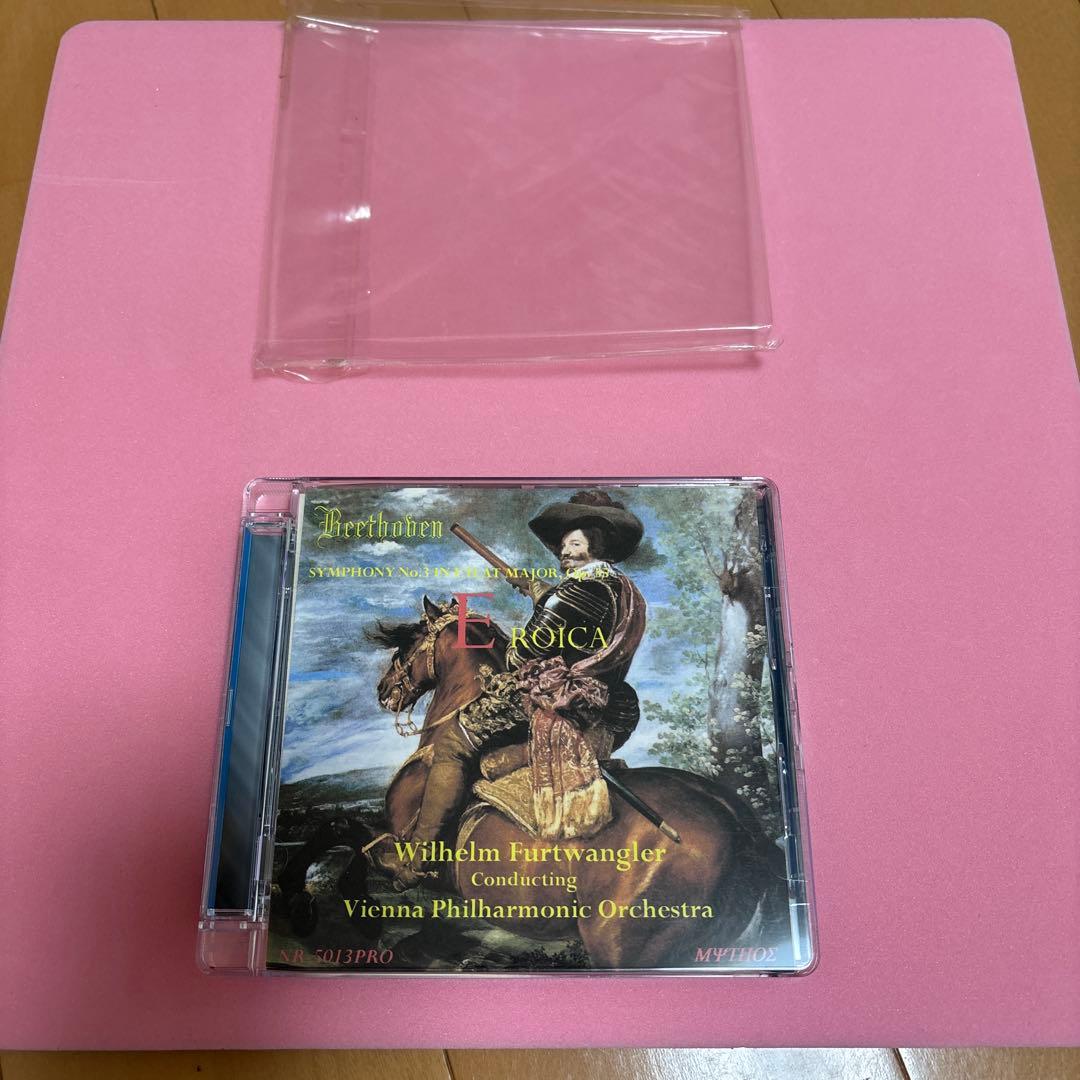 Beethoven
SYMPHONY No.3 IN E FLAT MAJOR, Op. 55
EROICA
Wilhelm Furtwangler
Conducting
Vienna Philharmonic Orchestra
NR-5013PRO
ΜΨΤΗΟΣ